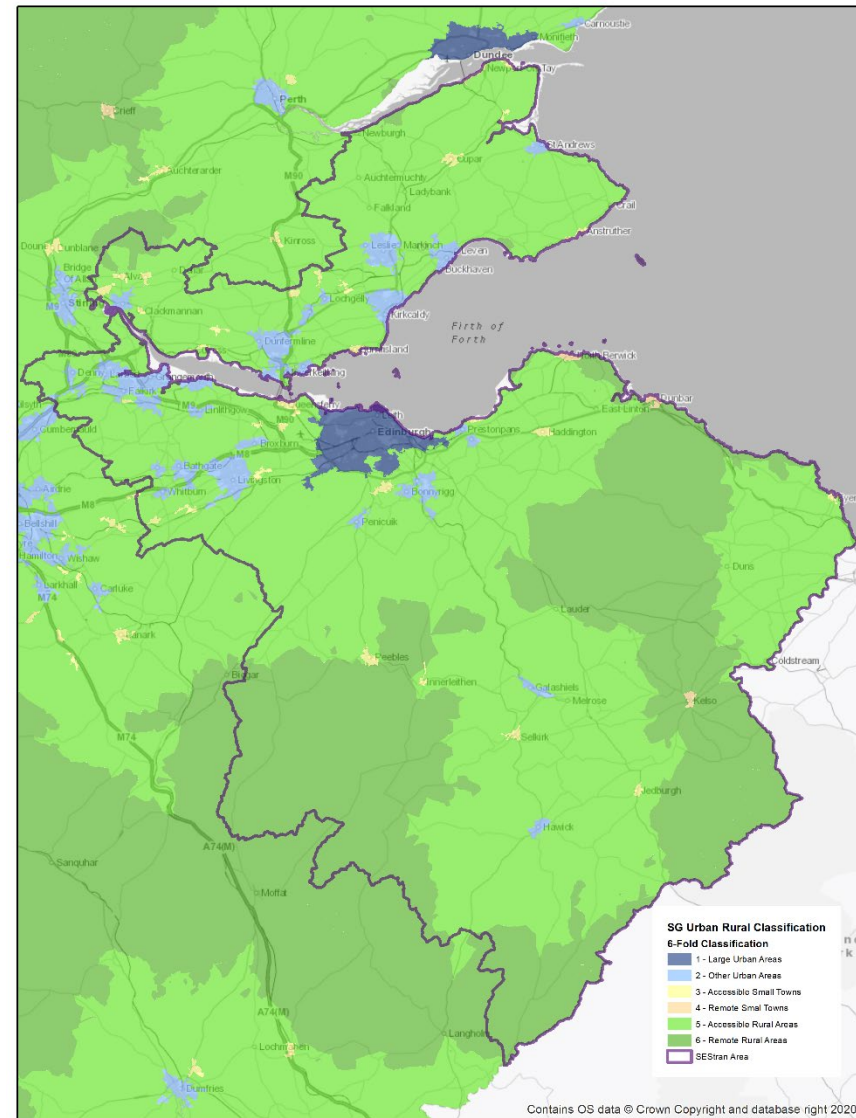 Carnoustie
Monifieth
Dundee
Perth
Crieff
Newburgh
St Andrews
Cupar
Auchterarder
Auchtermuchty
Ladybank
M90
Falkland
Crail
Anstruther
Kinross
Dunblane
Doune
Leslie
Markinch
Leven
Bridge
Of Allan
Alva
Buckhaven
Lochgelly
M9
Clackmannan
Kirkcaldy
Firth of
Forth
Dunfermline
Denny
Grangemouth
Falkirk
M9
Linlithgow
M90
Leith
Edinburgh
East Linton
Dunbar
Prestonpans
Haddington
Cumbernauld
Broxburn
Bathgate
M8
Livingston
Whitburn
Bonnyrigg
Airdrie
M8
Bellshill
Penicuik
Hamilton
Wishaw
Larkhall
Carluke
M74
Duns
Lauder
Lanark
Peebles
Coldstream
Biggar
Innerleithen
Galashiels
Melrose
Kelso
Selkirk
M74
Jedburgh
Hawick
A74(M)
Sanquhar
Moffat
A74(M)
Langholm
Lochmaben
Dumfries
SG Urban Rural Classification
6-Fold Classification
1 - Large Urban Areas
2 - Other Urban Areas
3 - Accessible Small Towns
4 - Remote Smal Towns
5 - Accessible Rural Areas
6 - Remote Rural Areas
SEStran Area
Contains OS data © Crown Copyright and database right 2020